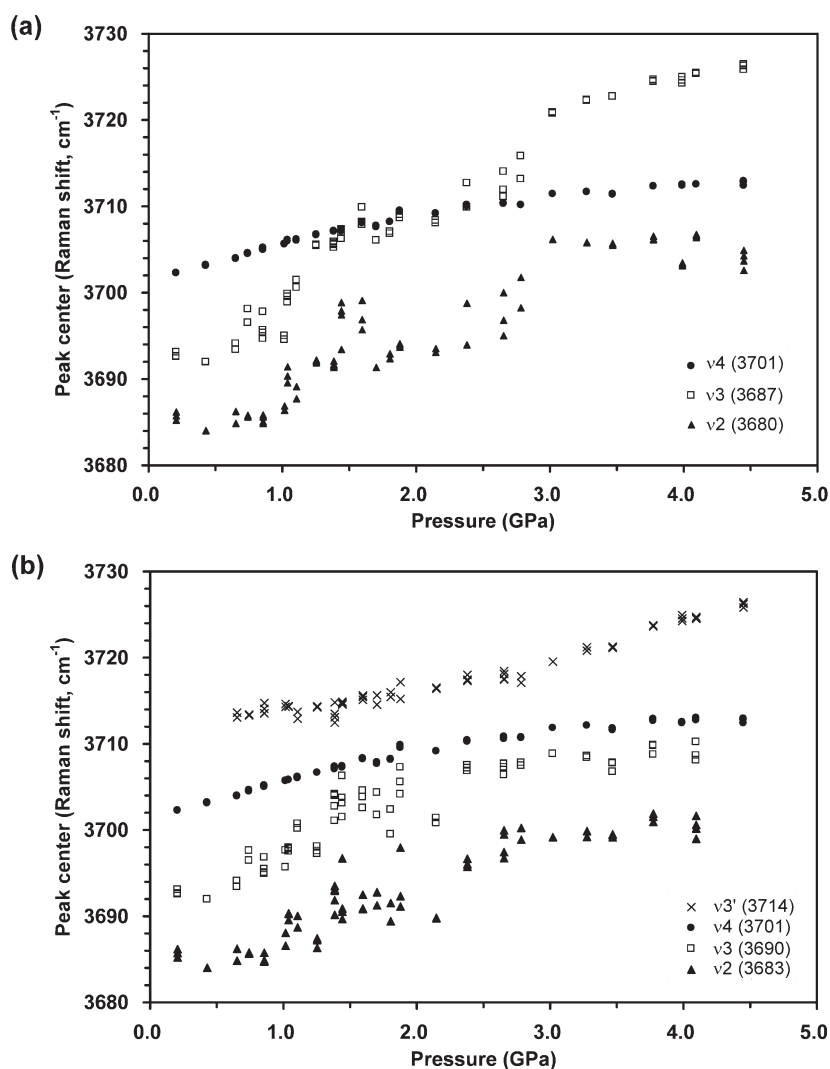 (a)
3730
3720
3710
3700
3690
3680
Peak center (Raman shift, cm⁻¹)
ν4 (3701)
ν3 (3687)
ν2 (3680)
0.0 1.0 2.0 3.0 4.0 5.0
Pressure (GPa)
(b)
3730
3720
3710
3700
3690
3680
Peak center (Raman shift, cm⁻¹)
ν3' (3714)
ν4 (3701)
ν3 (3690)
ν2 (3683)
0.0 1.0 2.0 3.0 4.0 5.0
Pressure (GPa)